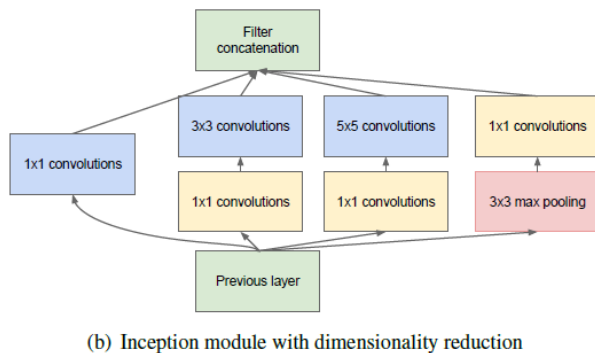 Filter
concatenation
3x3 convolutions
5x5 convolutions
1x1 convolutions
1x1 convolutions
1x1 convolutions
1x1 convolutions
3x3 max pooling
Previous layer
(b) Inception module with dimensionality reduction